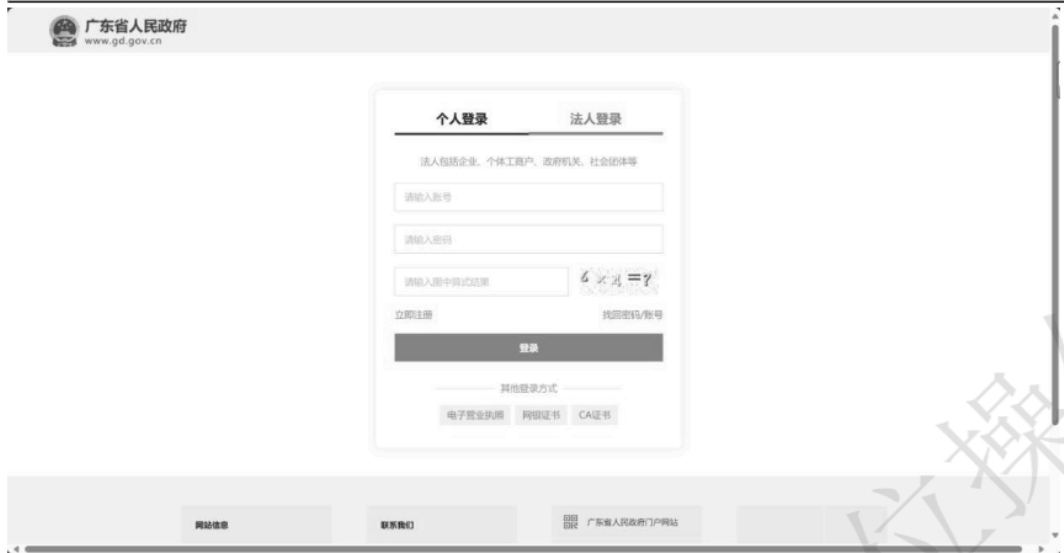 广东省人民政府
www.gd.gov.cn
个人登录 法人登录
法人包括企业、个体工商户、政府机关、社会团体等
请输入账号
请输入密码
请输入图中算式结果
立即注册 找回密码/账号
登录
其他登录方式
电子营业执照 网银证书 CA证书
网站信息 联系我们 广东省人民政府门户网站
位操